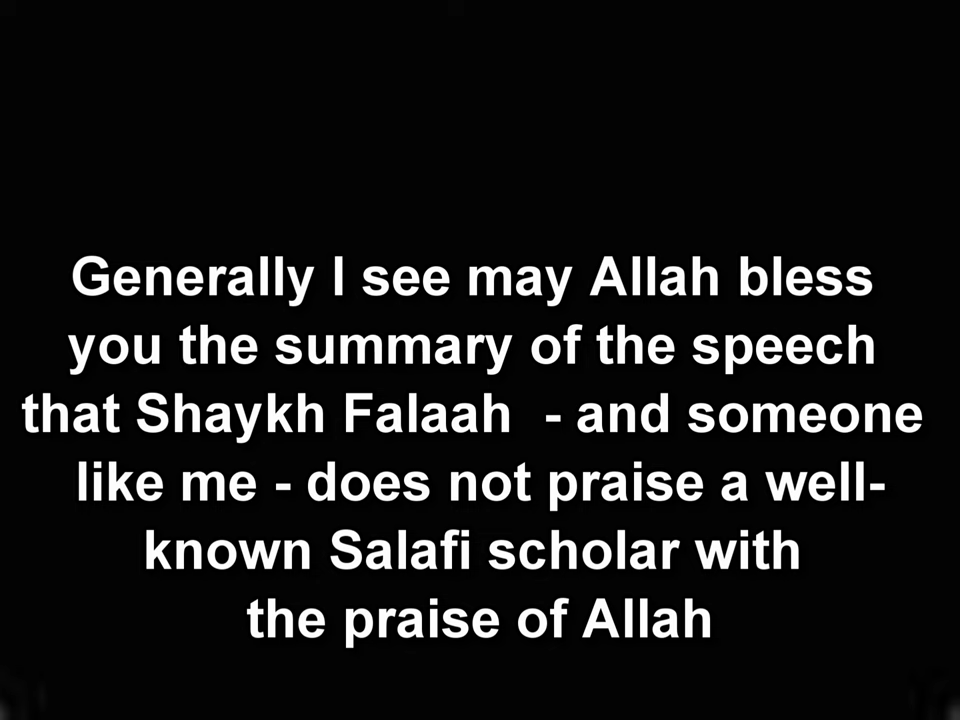 Generally I see may Allah bless
you the summary of the speech
that Shaykh Falaah - and someone
like me - does not praise a well-
known Salafi scholar with
the praise of Allah